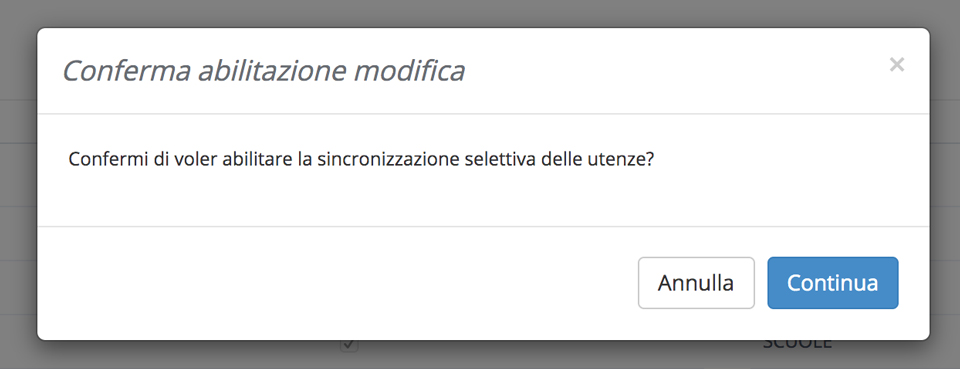 Conferma abilitazione modifica
×
Confermi di voler abilitare la sincronizzazione selettiva delle utenze?
Annulla
Continua
SCUOLE